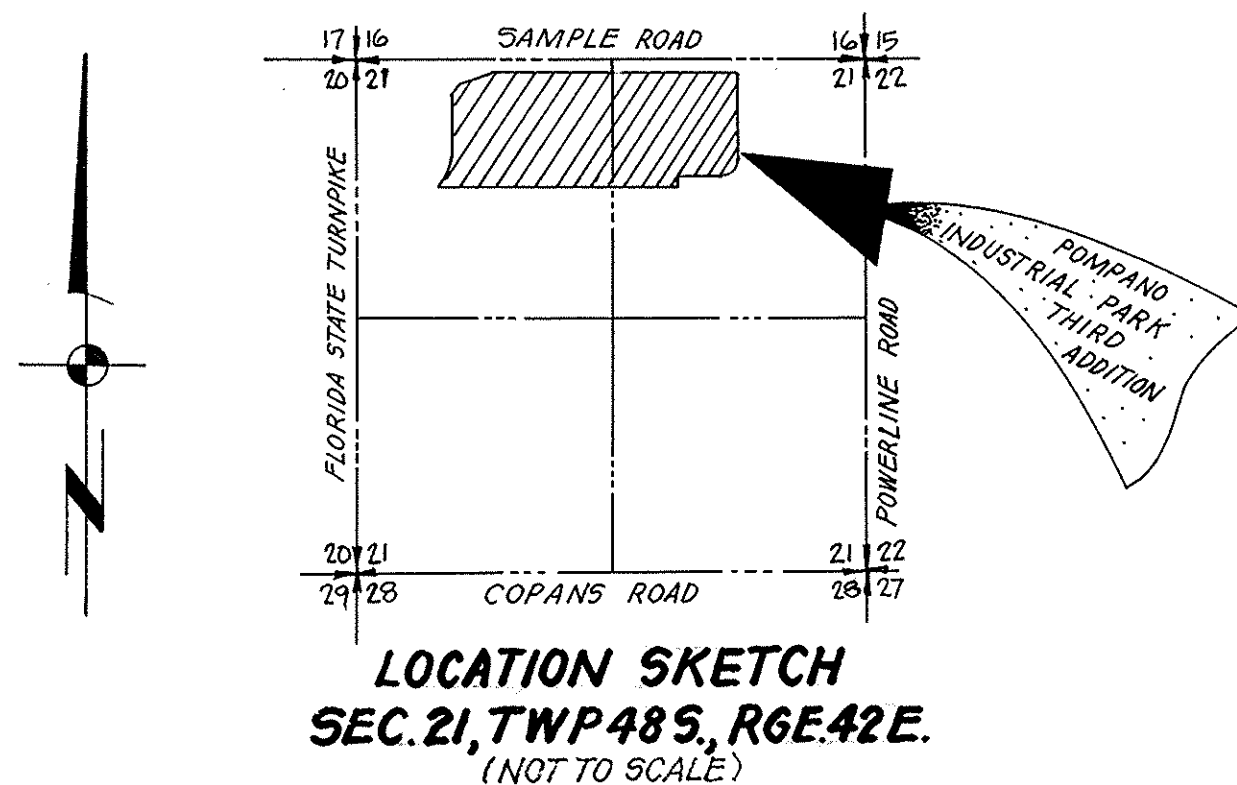 17 16
SAMPLE ROAD
16 15
20 21
21 22
FLORIDA STATE TURNPIKE
POWERLINE ROAD
POMPANO
INDUSTRIAL PARK
THIRD
ADDITION
N
20 21
21 22
29 28
COPANS ROAD
28 27
LOCATION SKETCH
SEC. 21, TWP 48 S., RGE. 42 E.
(NOT TO SCALE)